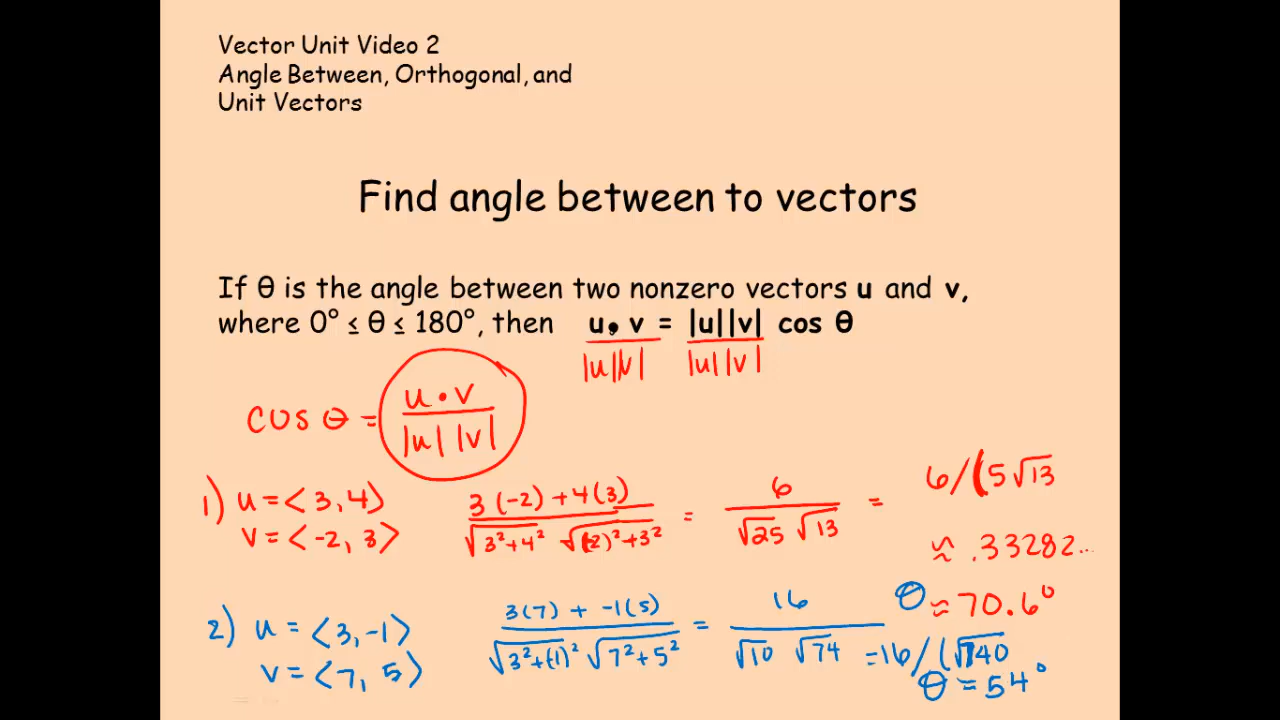 Vector Unit Video 2
Angle Between, Orthogonal, and
Unit Vectors
Find angle between to vectors
If θ is the angle between two nonzero vectors u and v,
where 0° ≤ θ ≤ 180°, then u • v = |u||v| cos θ
|u||v| |u||v|
cos θ = u • v
|u| |v|
1) u = <3, 4> 3(-2) + 4(3) = 6 = 6/(5√13
v = <-2, 3> √3²+4² √(-2)²+3² √25 √13 ≈ .33282...
θ ≈ 70.6°
2) u = <3, -1> 3(7) + -1(5) = 16
v = <7, 5> √3²+(-1)² √7²+5² √10 √74 =16/(√740
θ = 54°